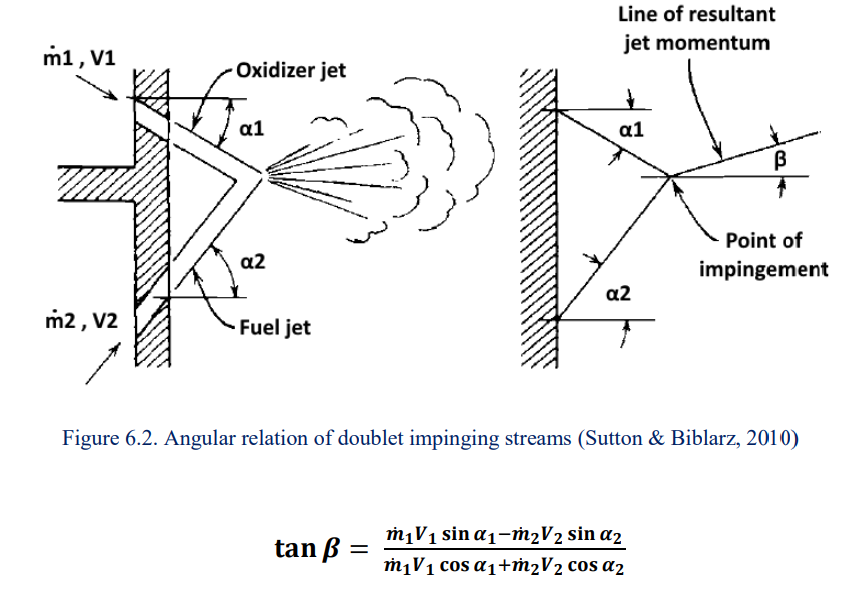 ṁ1 , V1
Oxidizer jet
α1
α2
ṁ2 , V2
Fuel jet
Line of resultant
jet momentum
α1
β
Point of
impingement
α2
Figure 6.2. Angular relation of doublet impinging streams (Sutton & Biblarz, 2010)
tan β = (ṁ₁V₁ sin α₁−ṁ₂V₂ sin α₂)/(ṁ₁V₁ cos α₁+ṁ₂V₂ cos α₂)